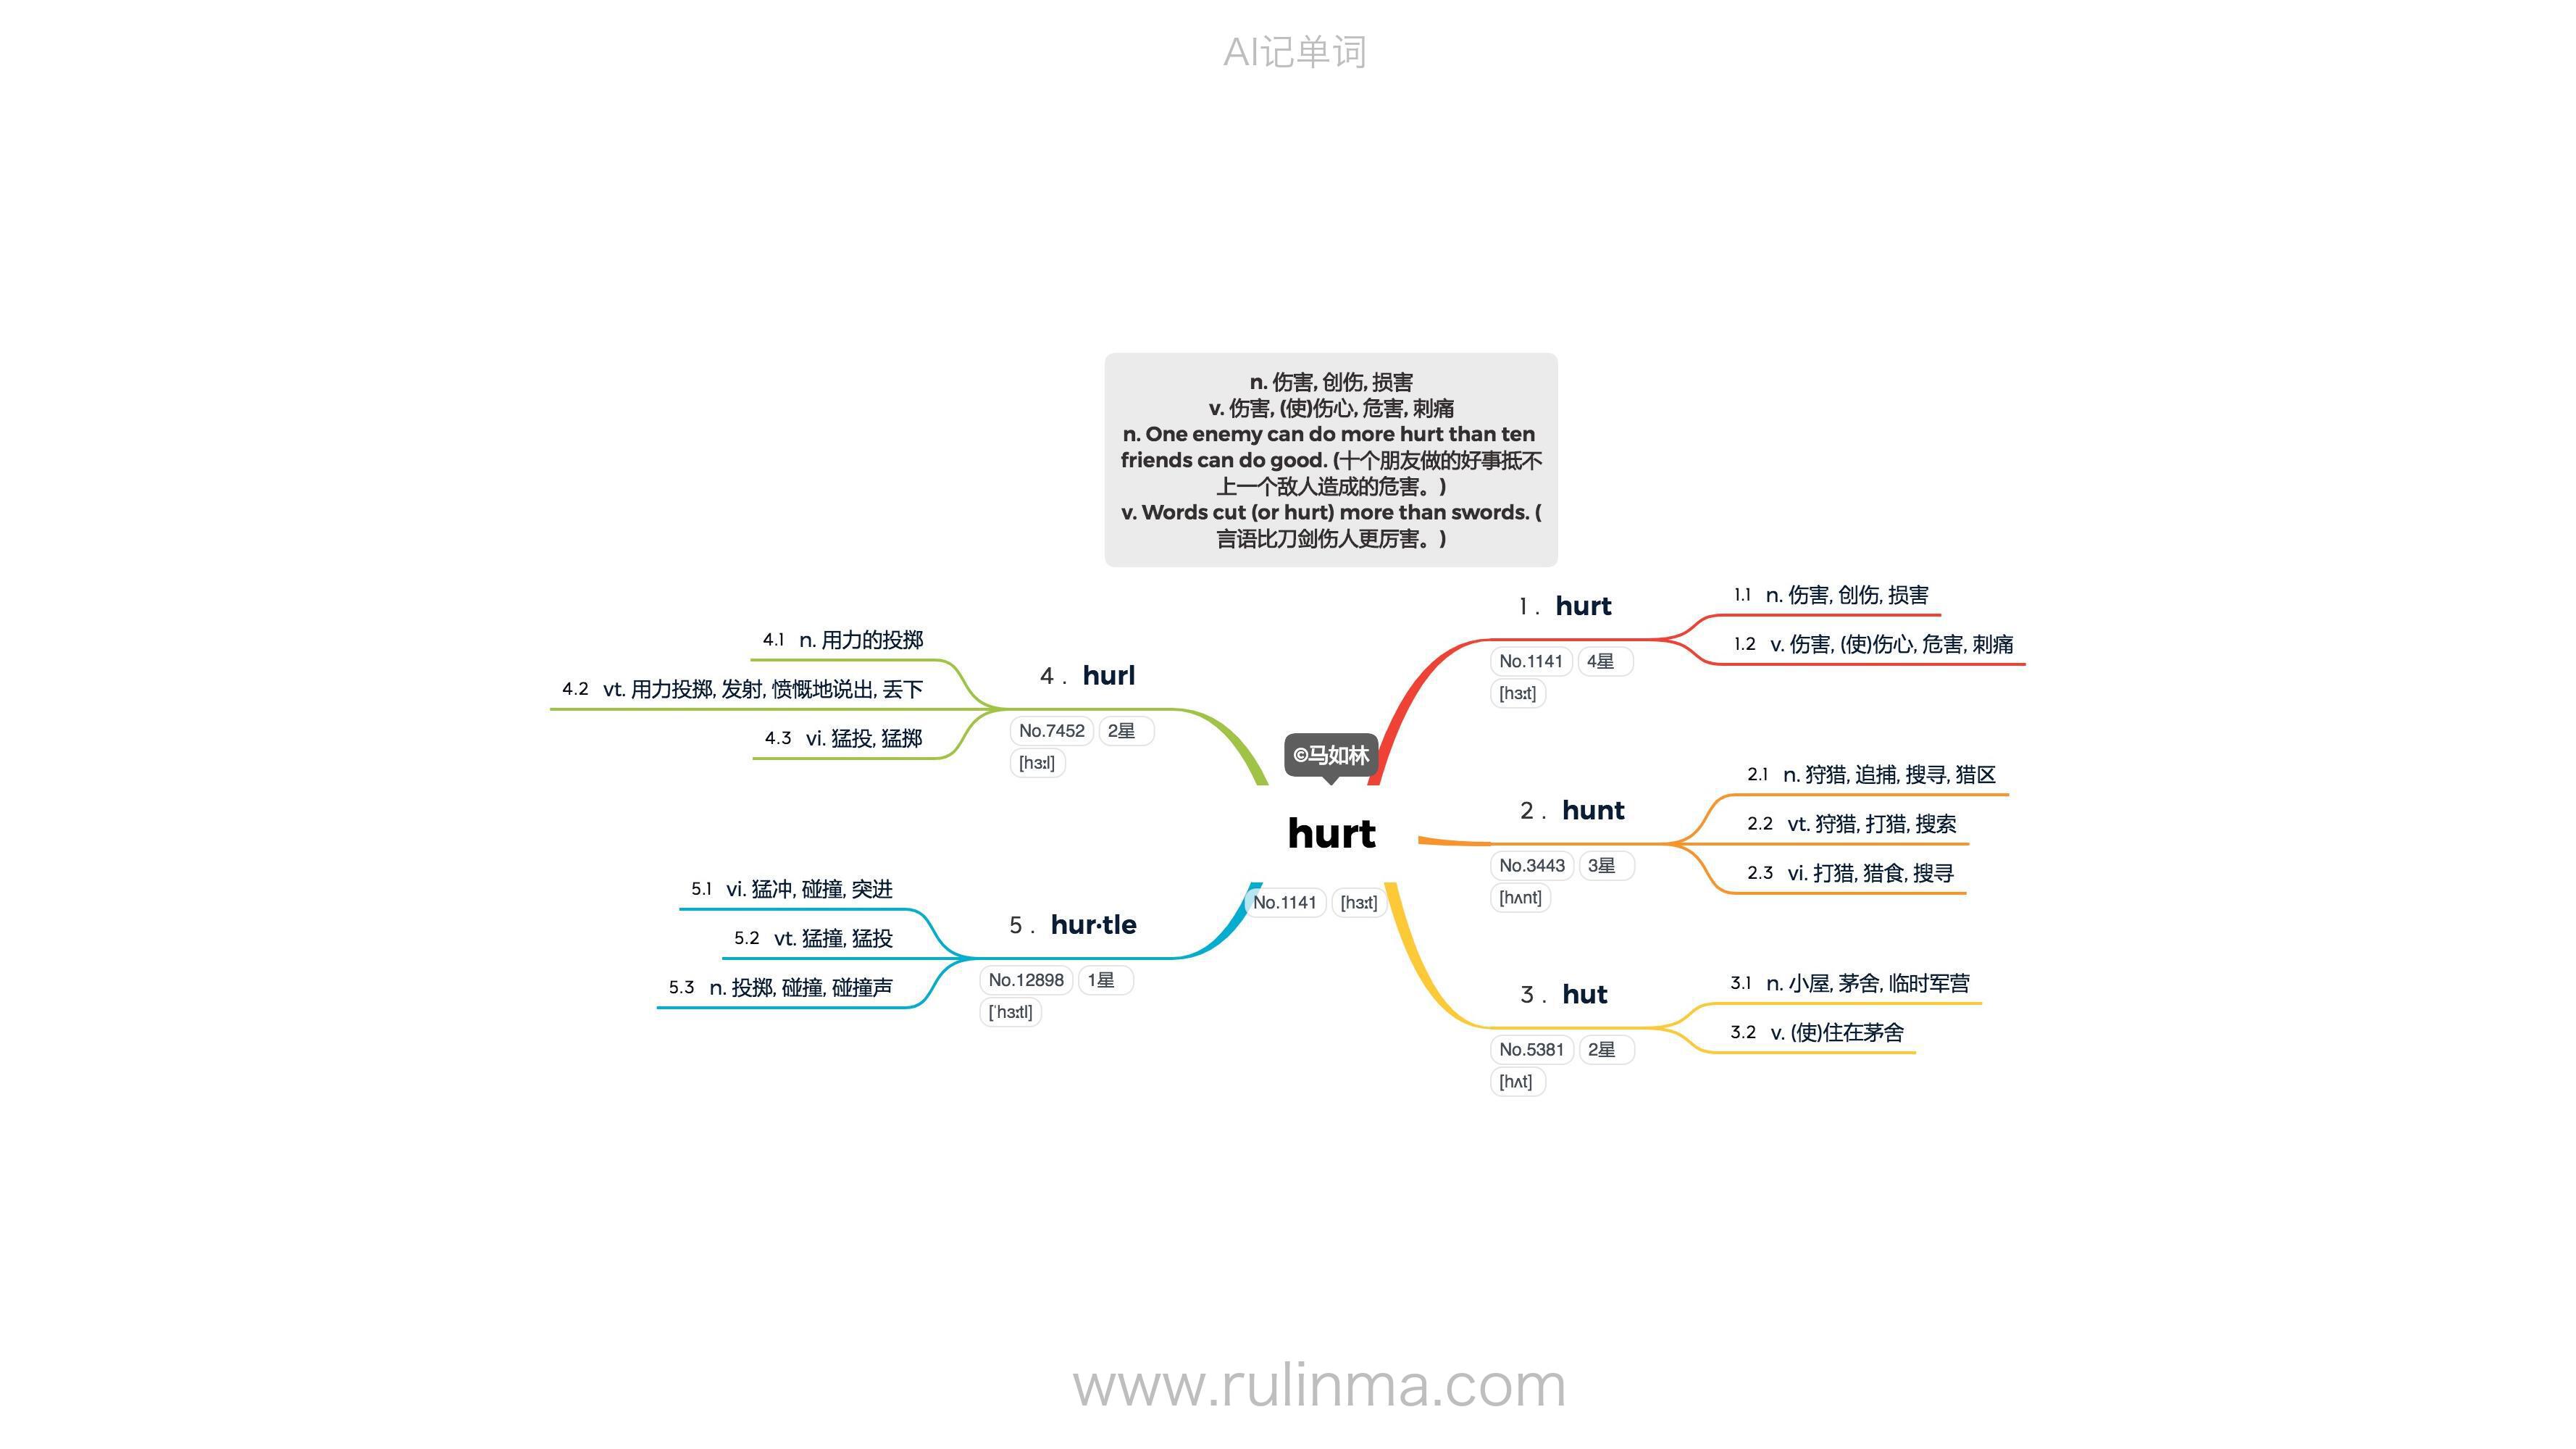 AI记单词
n. 伤害, 创伤, 损害
v. 伤害, (使)伤心, 危害, 刺痛
n. One enemy can do more hurt than ten
friends can do good. (十个朋友做的好事抵不
上一个敌人造成的危害。)
v. Words cut (or hurt) more than swords. (
言语比刀剑伤人更厉害。)
©马如林
hurt
No.1141 [hɜːt]
1. hurt
No.1141 4星
[hɜːt]
1.1 n. 伤害, 创伤, 损害
1.2 v. 伤害, (使)伤心, 危害, 刺痛
2. hunt
No.3443 3星
[hʌnt]
2.1 n. 狩猎, 追捕, 搜寻, 猎区
2.2 vt. 狩猎, 打猎, 搜索
2.3 vi. 打猎, 猎食, 搜寻
3. hut
No.5381 2星
[hʌt]
3.1 n. 小屋, 茅舍, 临时军营
3.2 v. (使)住在茅舍
4. hurl
No.7452 2星
[hɜːl]
4.1 n. 用力的投掷
4.2 vt. 用力投掷, 发射, 愤慨地说出, 丢下
4.3 vi. 猛投, 猛掷
5. hur·tle
No.12898 1星
[ˈhɜːtl]
5.1 vi. 猛冲, 碰撞, 突进
5.2 vt. 猛撞, 猛投
5.3 n. 投掷, 碰撞, 碰撞声
www.rulinma.com